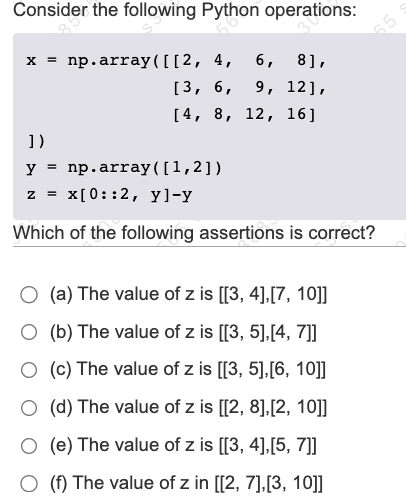 Consider the following Python operations:
x = np.array([[2, 4, 6, 8],
[3, 6, 9, 12],
[4, 8, 12, 16]
])
y = np.array([1,2])
z = x[0::2, y]-y
Which of the following assertions is correct?
(a) The value of z is [[3, 4],[7, 10]]
(b) The value of z is [[3, 5],[4, 7]]
(c) The value of z is [[3, 5],[6, 10]]
(d) The value of z is [[2, 8],[2, 10]]
(e) The value of z is [[3, 4],[5, 7]]
(f) The value of z in [[2, 7],[3, 10]]